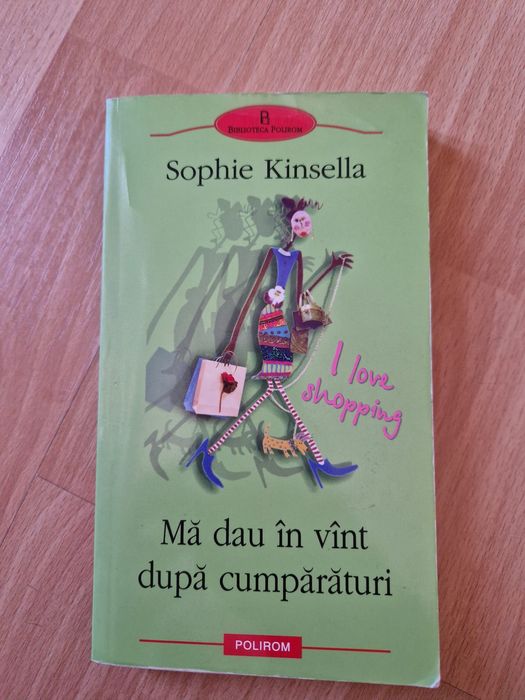 BIBLIOTECA POLIROM
Sophie Kinsella
I love
shopping
Mă dau în vînt
după cumpărături
POLIROM